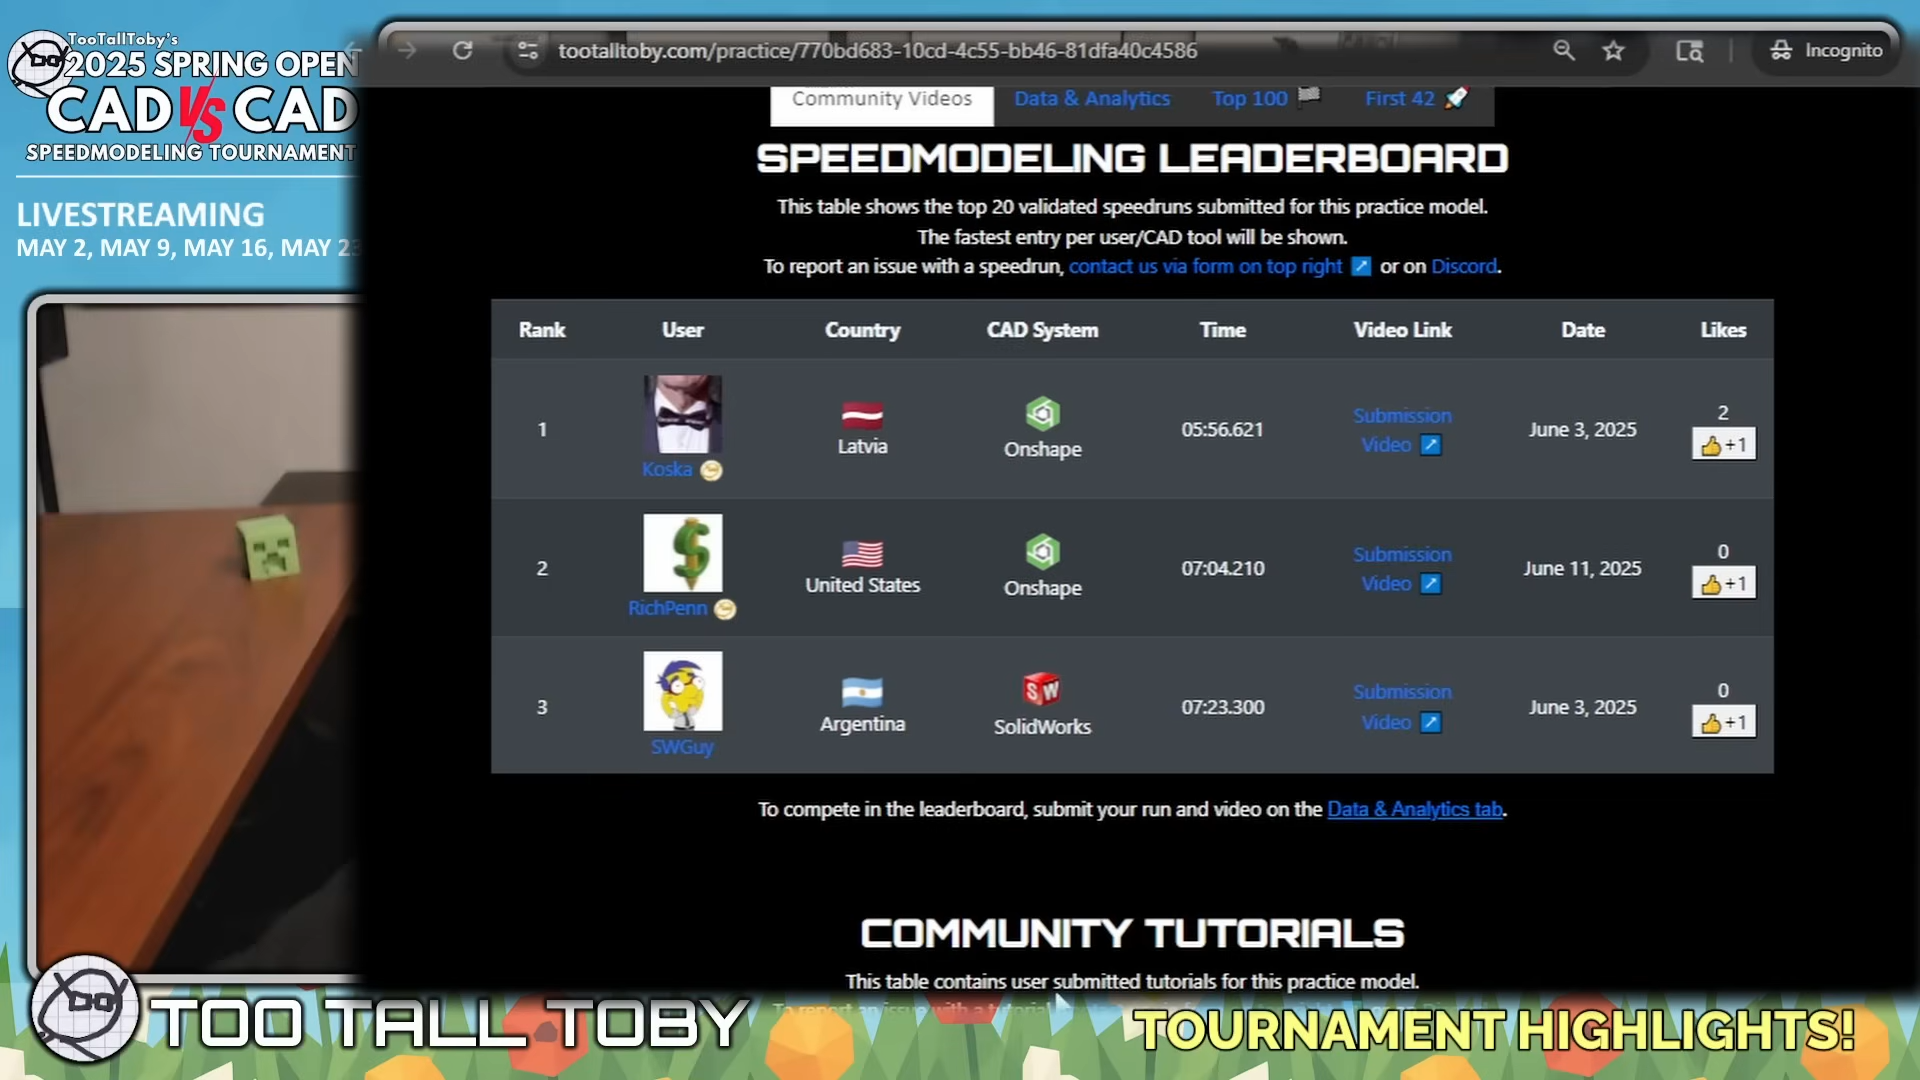 TooTallToby's
2025 SPRING OPEN
CAD VS CAD
SPEEDMODELING TOURNAMENT
LIVESTREAMING
MAY 2, MAY 9, MAY 16, MAY 23
tootalltoby.com/practice/770bd683-10cd-4c55-bb46-81dfa40c4586
Incognito
Community Videos
Data & Analytics
Top 100
First 42
SPEEDMODELING LEADERBOARD
This table shows the top 20 validated speedruns submitted for this practice model.
The fastest entry per user/CAD tool will be shown.
To report an issue with a speedrun, contact us via form on top right or on Discord.
Rank User Country CAD System Time Video Link Date Likes
1 Koska Latvia Onshape 05:56.621 Submission Video June 3, 2025 2 +1
2 RichPenn United States Onshape 07:04.210 Submission Video June 11, 2025 0 +1
3 SWGuy Argentina SolidWorks 07:23.300 Submission Video June 3, 2025 0 +1
To compete in the leaderboard, submit your run and video on the Data & Analytics tab.
COMMUNITY TUTORIALS
This table contains user submitted tutorials for this practice model.
To report an issue with a tutorial
TOO TALL TOBY
TOURNAMENT HIGHLIGHTS!